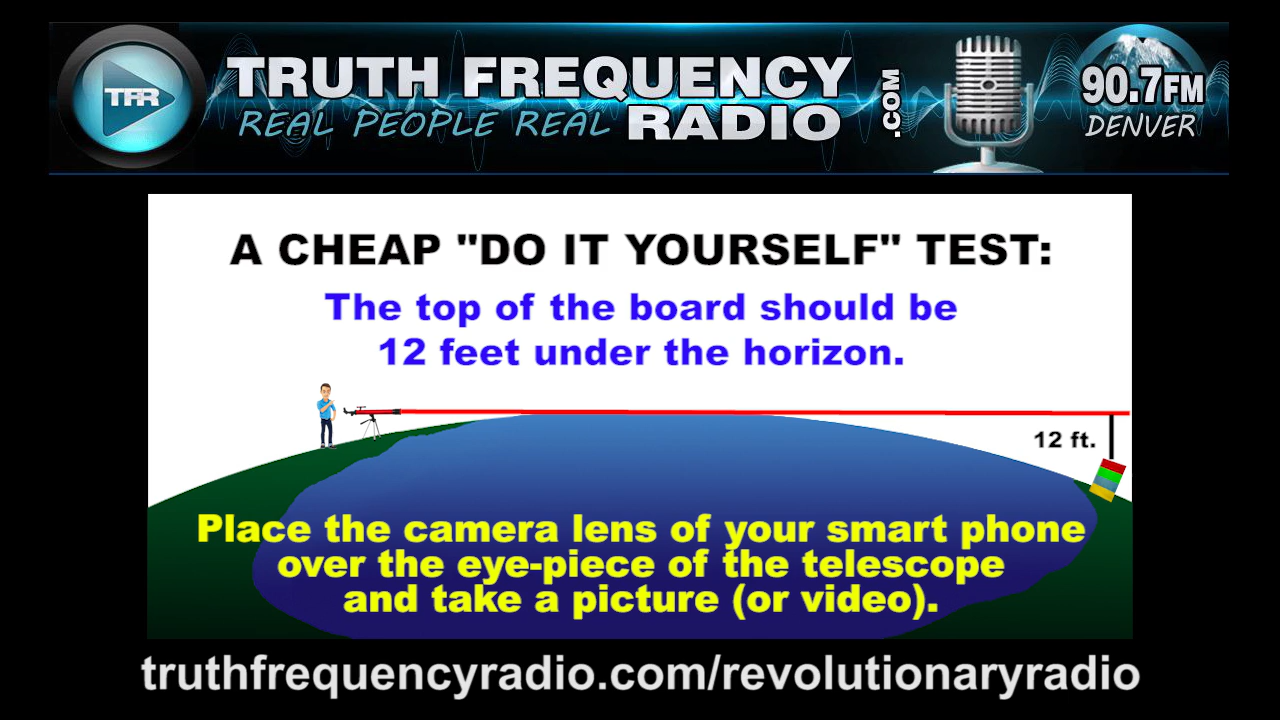 TFR
TRUTH FREQUENCY
REAL PEOPLE REAL RADIO
.COM
90.7FM
DENVER
A CHEAP "DO IT YOURSELF" TEST:
The top of the board should be
12 feet under the horizon.
12 ft.
Place the camera lens of your smart phone
over the eye-piece of the telescope
and take a picture (or video).
truthfrequencyradio.com/revolutionaryradio